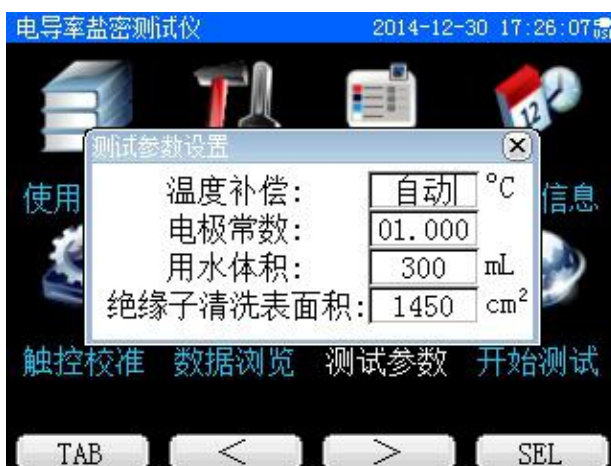 电导率盐密测试仪 2014-12-30 17:26:07
12
测试参数设置
温度补偿: 自动 °C
电极常数: 01.000
用水体积: 300 mL
绝缘子清洗表面积: 1450 cm²
使用 信息
触控校准 数据浏览 测试参数 开始测试
TAB < > SEL